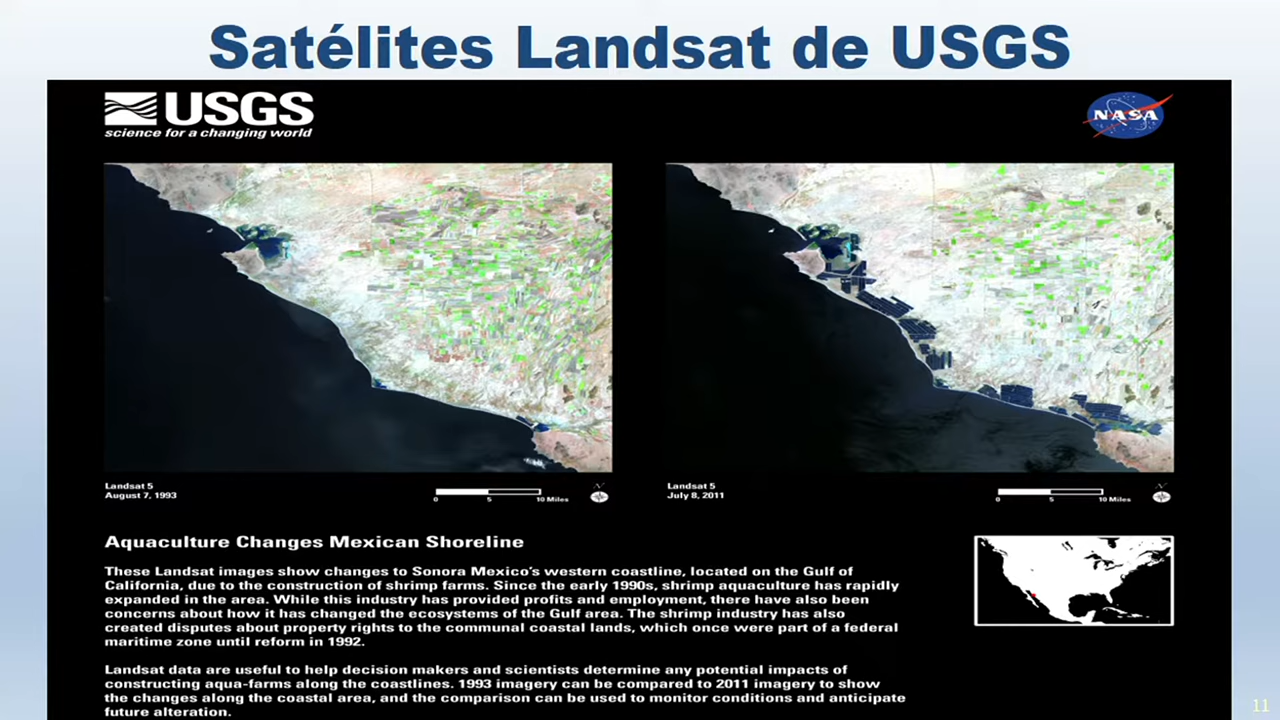 Satélites Landsat de USGS
USGS
science for a changing world
NASA
Landsat 5
August 7, 1993
0 5 10 Miles
N
Landsat 5
July 8, 2011
0 5 10 Miles
N
Aquaculture Changes Mexican Shoreline
These Landsat images show changes to Sonora Mexico's western coastline, located on the Gulf of
California, due to the construction of shrimp farms. Since the early 1990s, shrimp aquaculture has rapidly
expanded in the area. While this industry has provided profits and employment, there have also been
concerns about how it has changed the ecosystems of the Gulf area. The shrimp industry has also
created disputes about property rights to the communal coastal lands, which once were part of a federal
maritime zone until reform in 1992.
Landsat data are useful to help decision makers and scientists determine any potential impacts of
constructing aqua-farms along the coastlines. 1993 imagery can be compared to 2011 imagery to show
the changes along the coastal area, and the comparison can be used to monitor conditions and anticipate
future alteration.
11